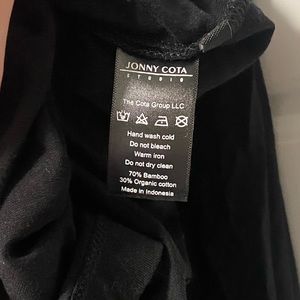 JONNY COTA
STUDIO
The Cota Group LLC
Hand wash cold
Do not bleach
Warm iron
Do not dry clean
70% Bamboo
30% Organic cotton
Made in Indonesia